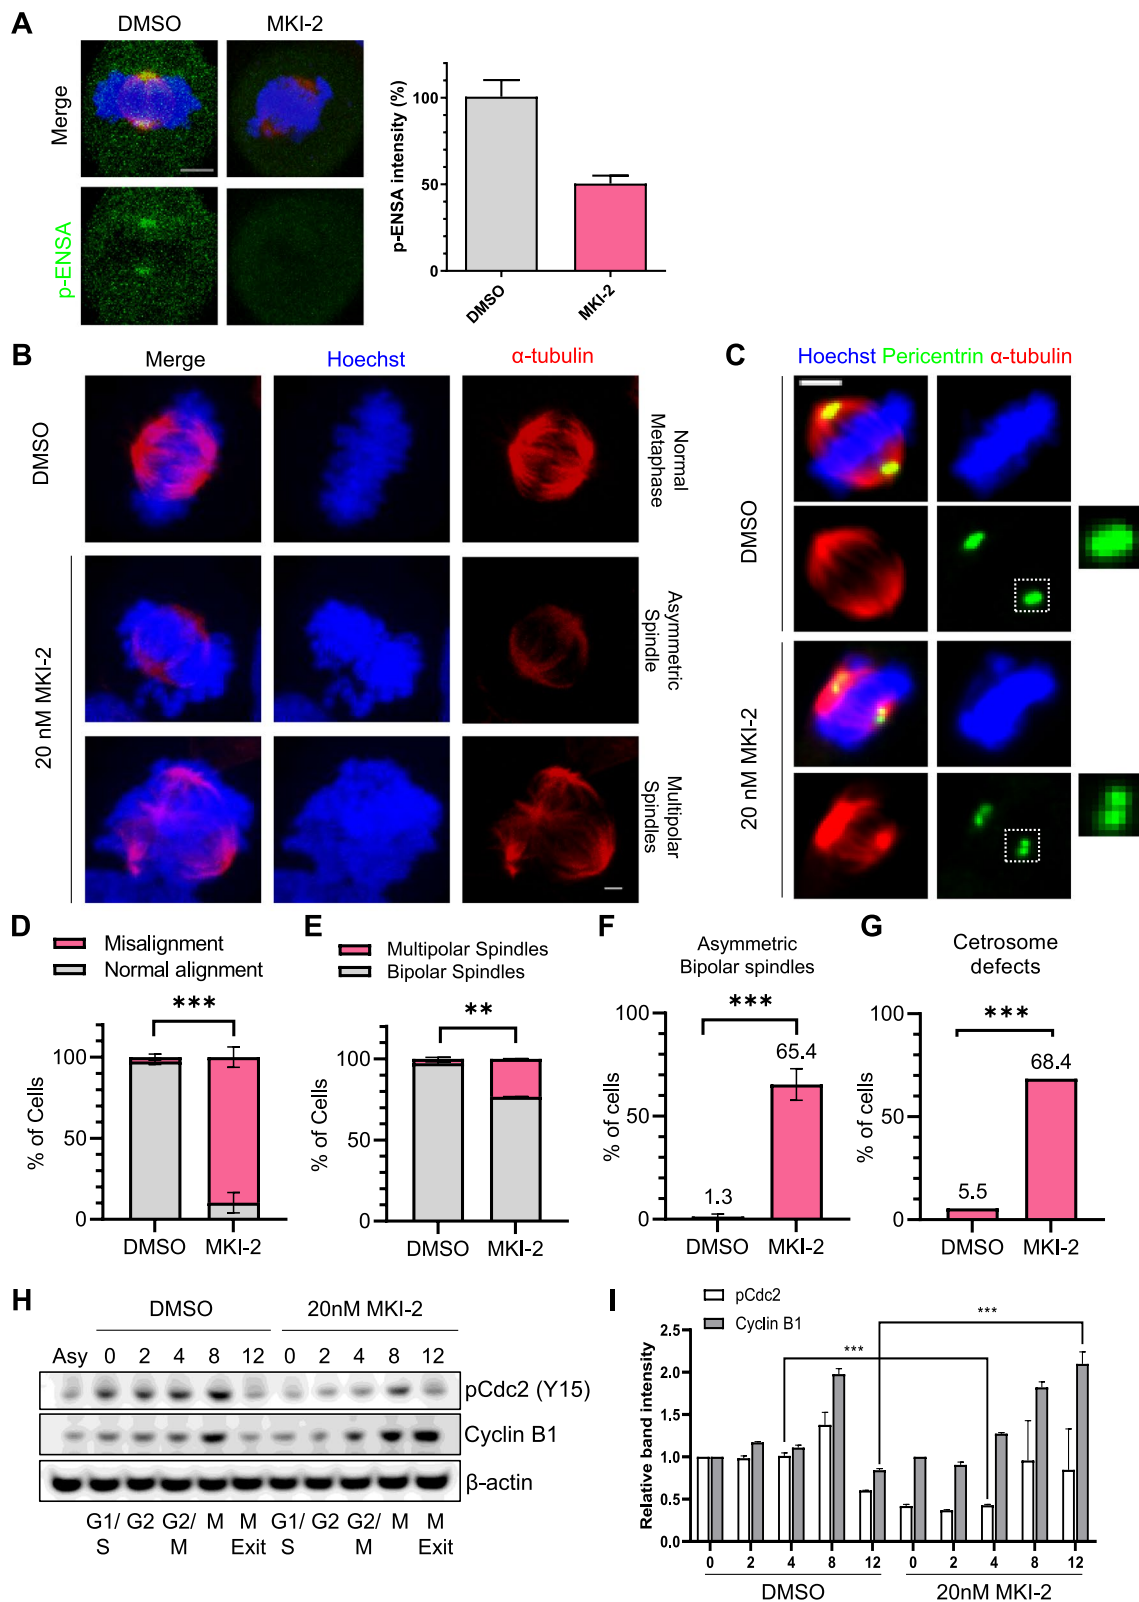 A
DMSO MKI-2
Merge
p-ENSA
p-ENSA intensity (%)
100
50
0
DMSO
MKI-2
B
Merge Hoechst α-tubulin
DMSO
20 nM MKI-2
Normal
Metaphase
Asymmetric
Spindle
Multipolar
Spindles
C
Hoechst Pericentrin α-tubulin
DMSO
20 nM MKI-2
D
Misalignment
Normal alignment
***
% of Cells
100
50
0
DMSO MKI-2
E
Multipolar Spindles
Bipolar Spindles
**
% of Cells
100
50
0
DMSO MKI-2
F
Asymmetric
Bipolar spindles
***
% of cells
100
50
0
1.3
65.4
DMSO MKI-2
G
Cetrosome
defects
***
% of cells
100
50
0
5.5
68.4
DMSO MKI-2
H
DMSO 20nM MKI-2
Asy 0 2 4 8 12 0 2 4 8 12
pCdc2 (Y15)
Cyclin B1
β-actin
G1/ G2 G2/ M M G1/ G2 G2/ M M
S M Exit S M Exit
I
pCdc2
Cyclin B1
***
***
Relative band intensity
2.5
2.0
1.5
1.0
0.5
0.0
0 2 4 8 12 0 2 4 8 12
DMSO 20nM MKI-2